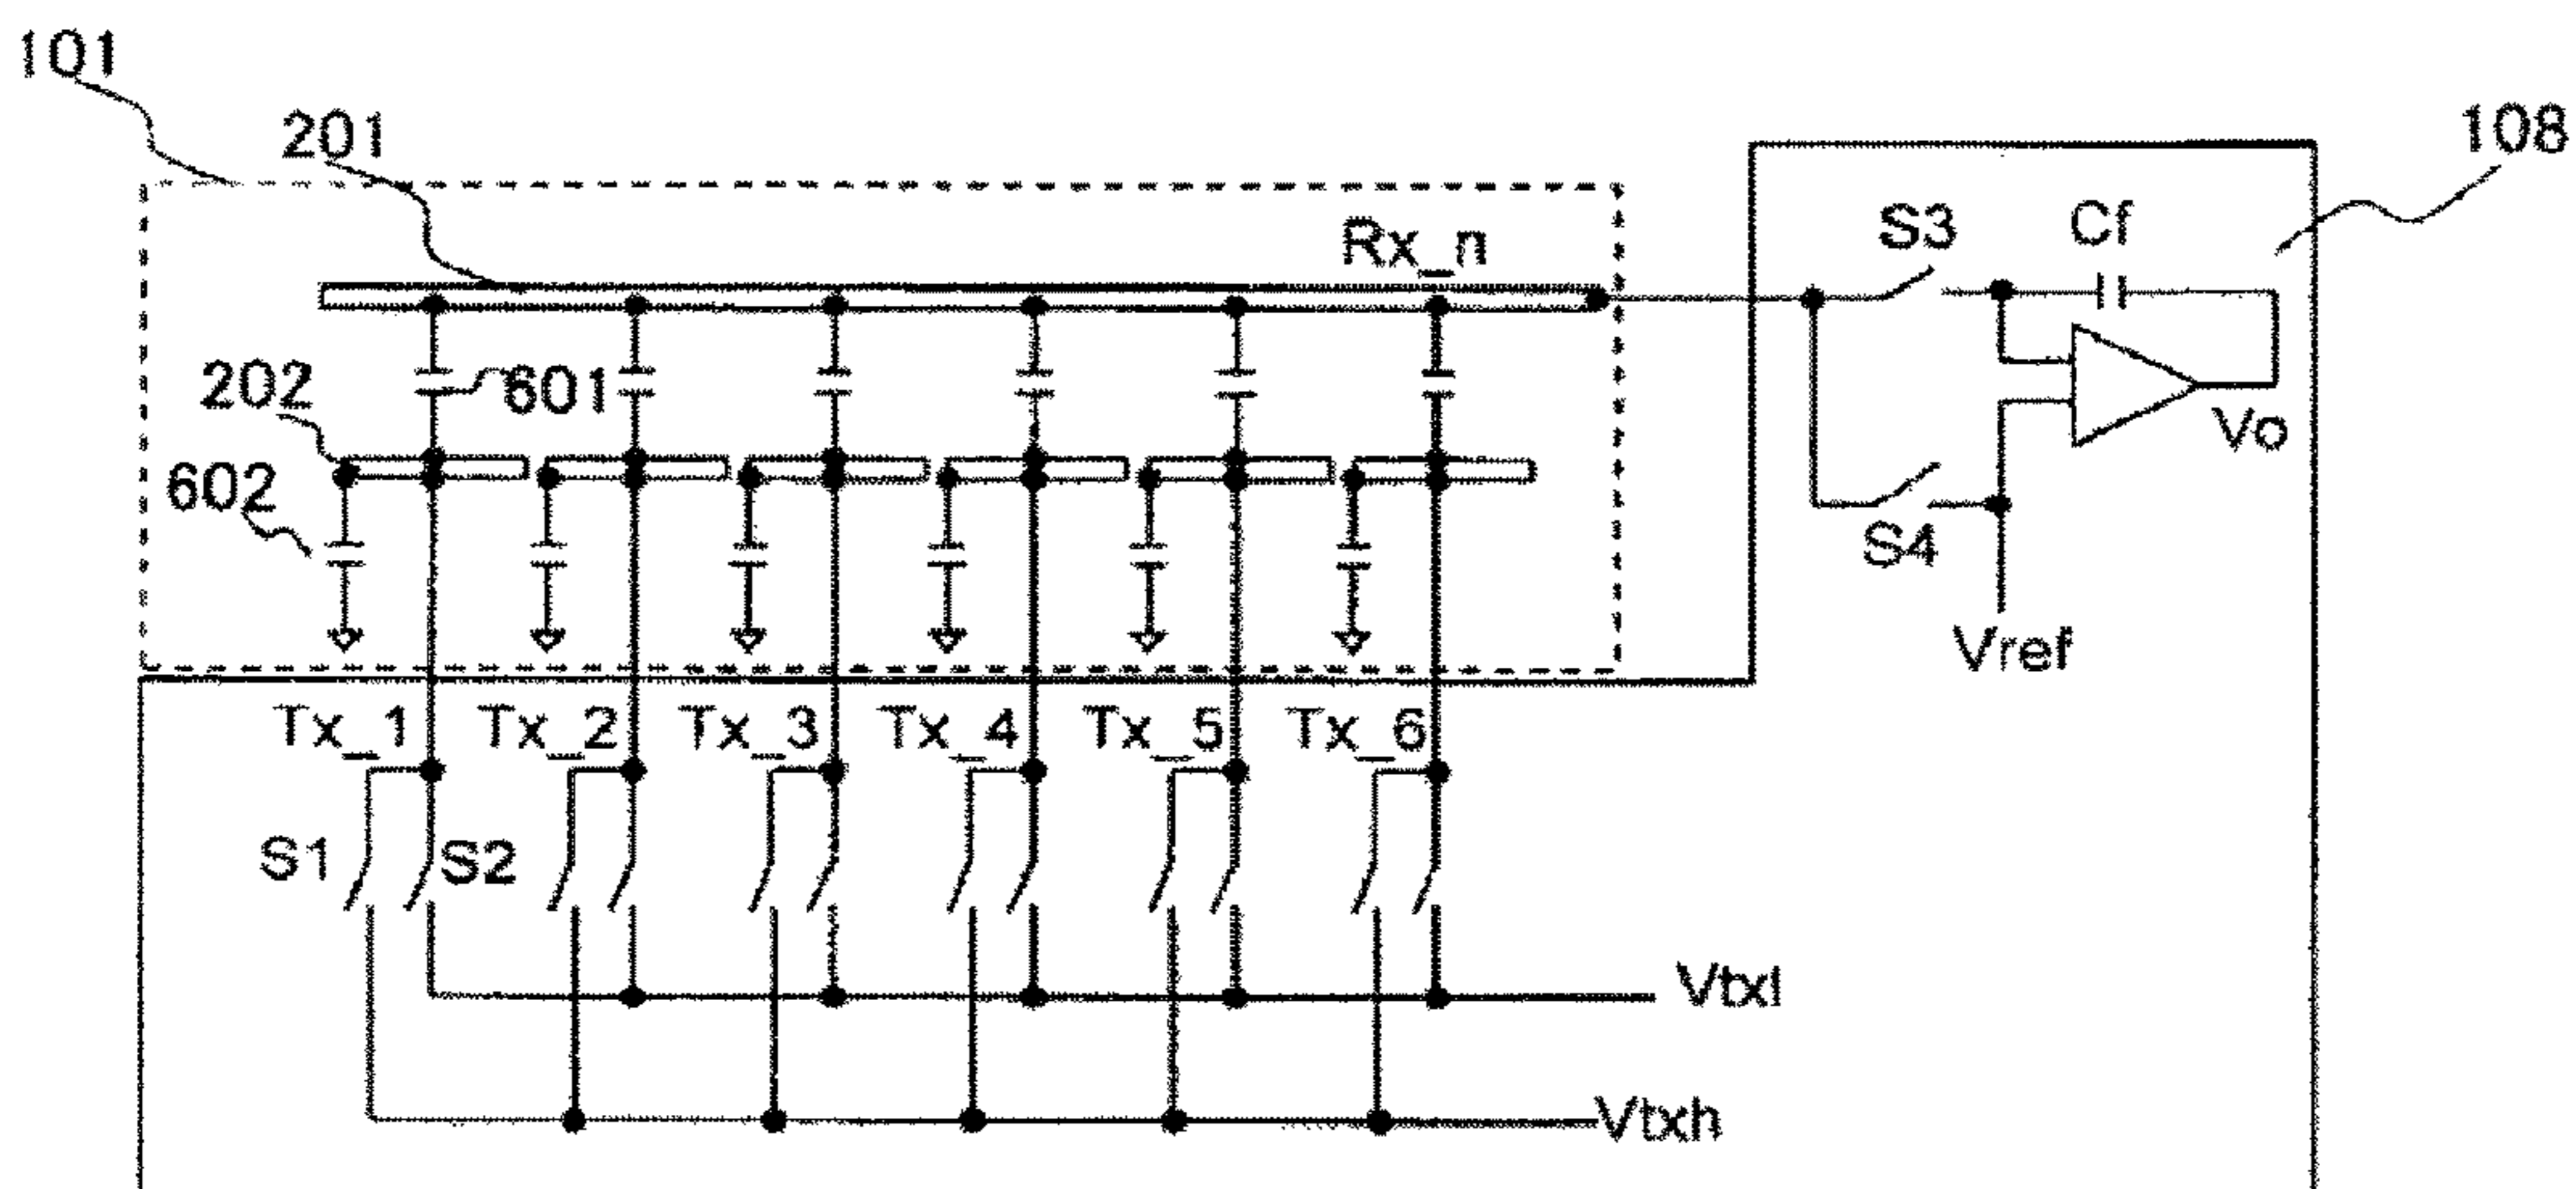 101
201
108
Rx_n
S3
Cf
202
601
Vo
602
S4
Vref
Tx_1 Tx_2 Tx_3 Tx_4 Tx_5 Tx_6
S1 S2
Vtxl
Vtxh